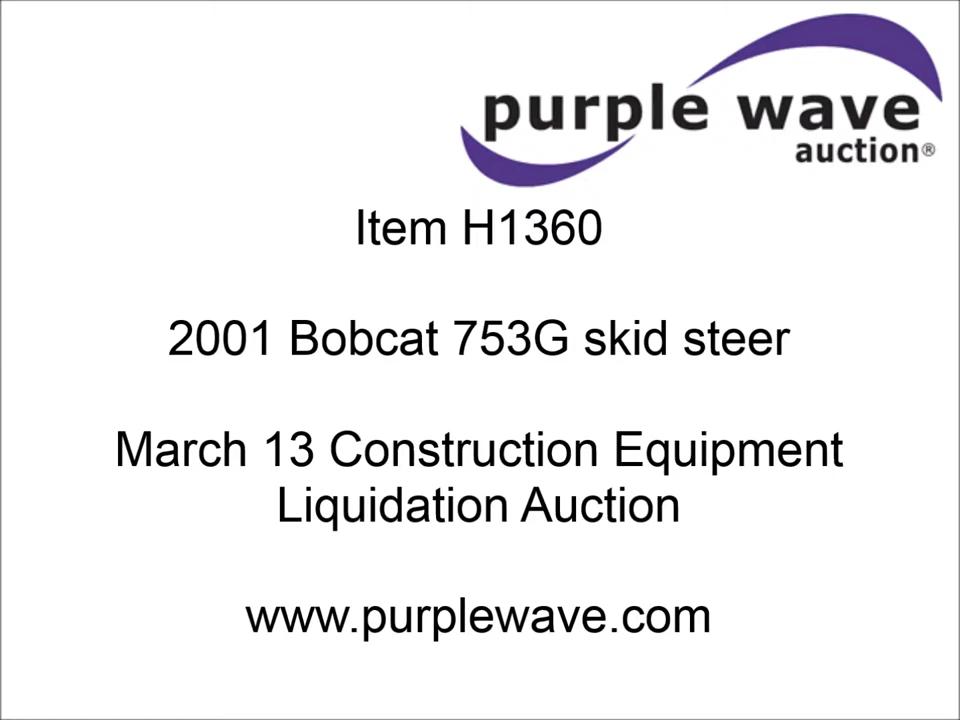 purple wave
auction®
Item H1360
2001 Bobcat 753G skid steer
March 13 Construction Equipment
Liquidation Auction
www.purplewave.com